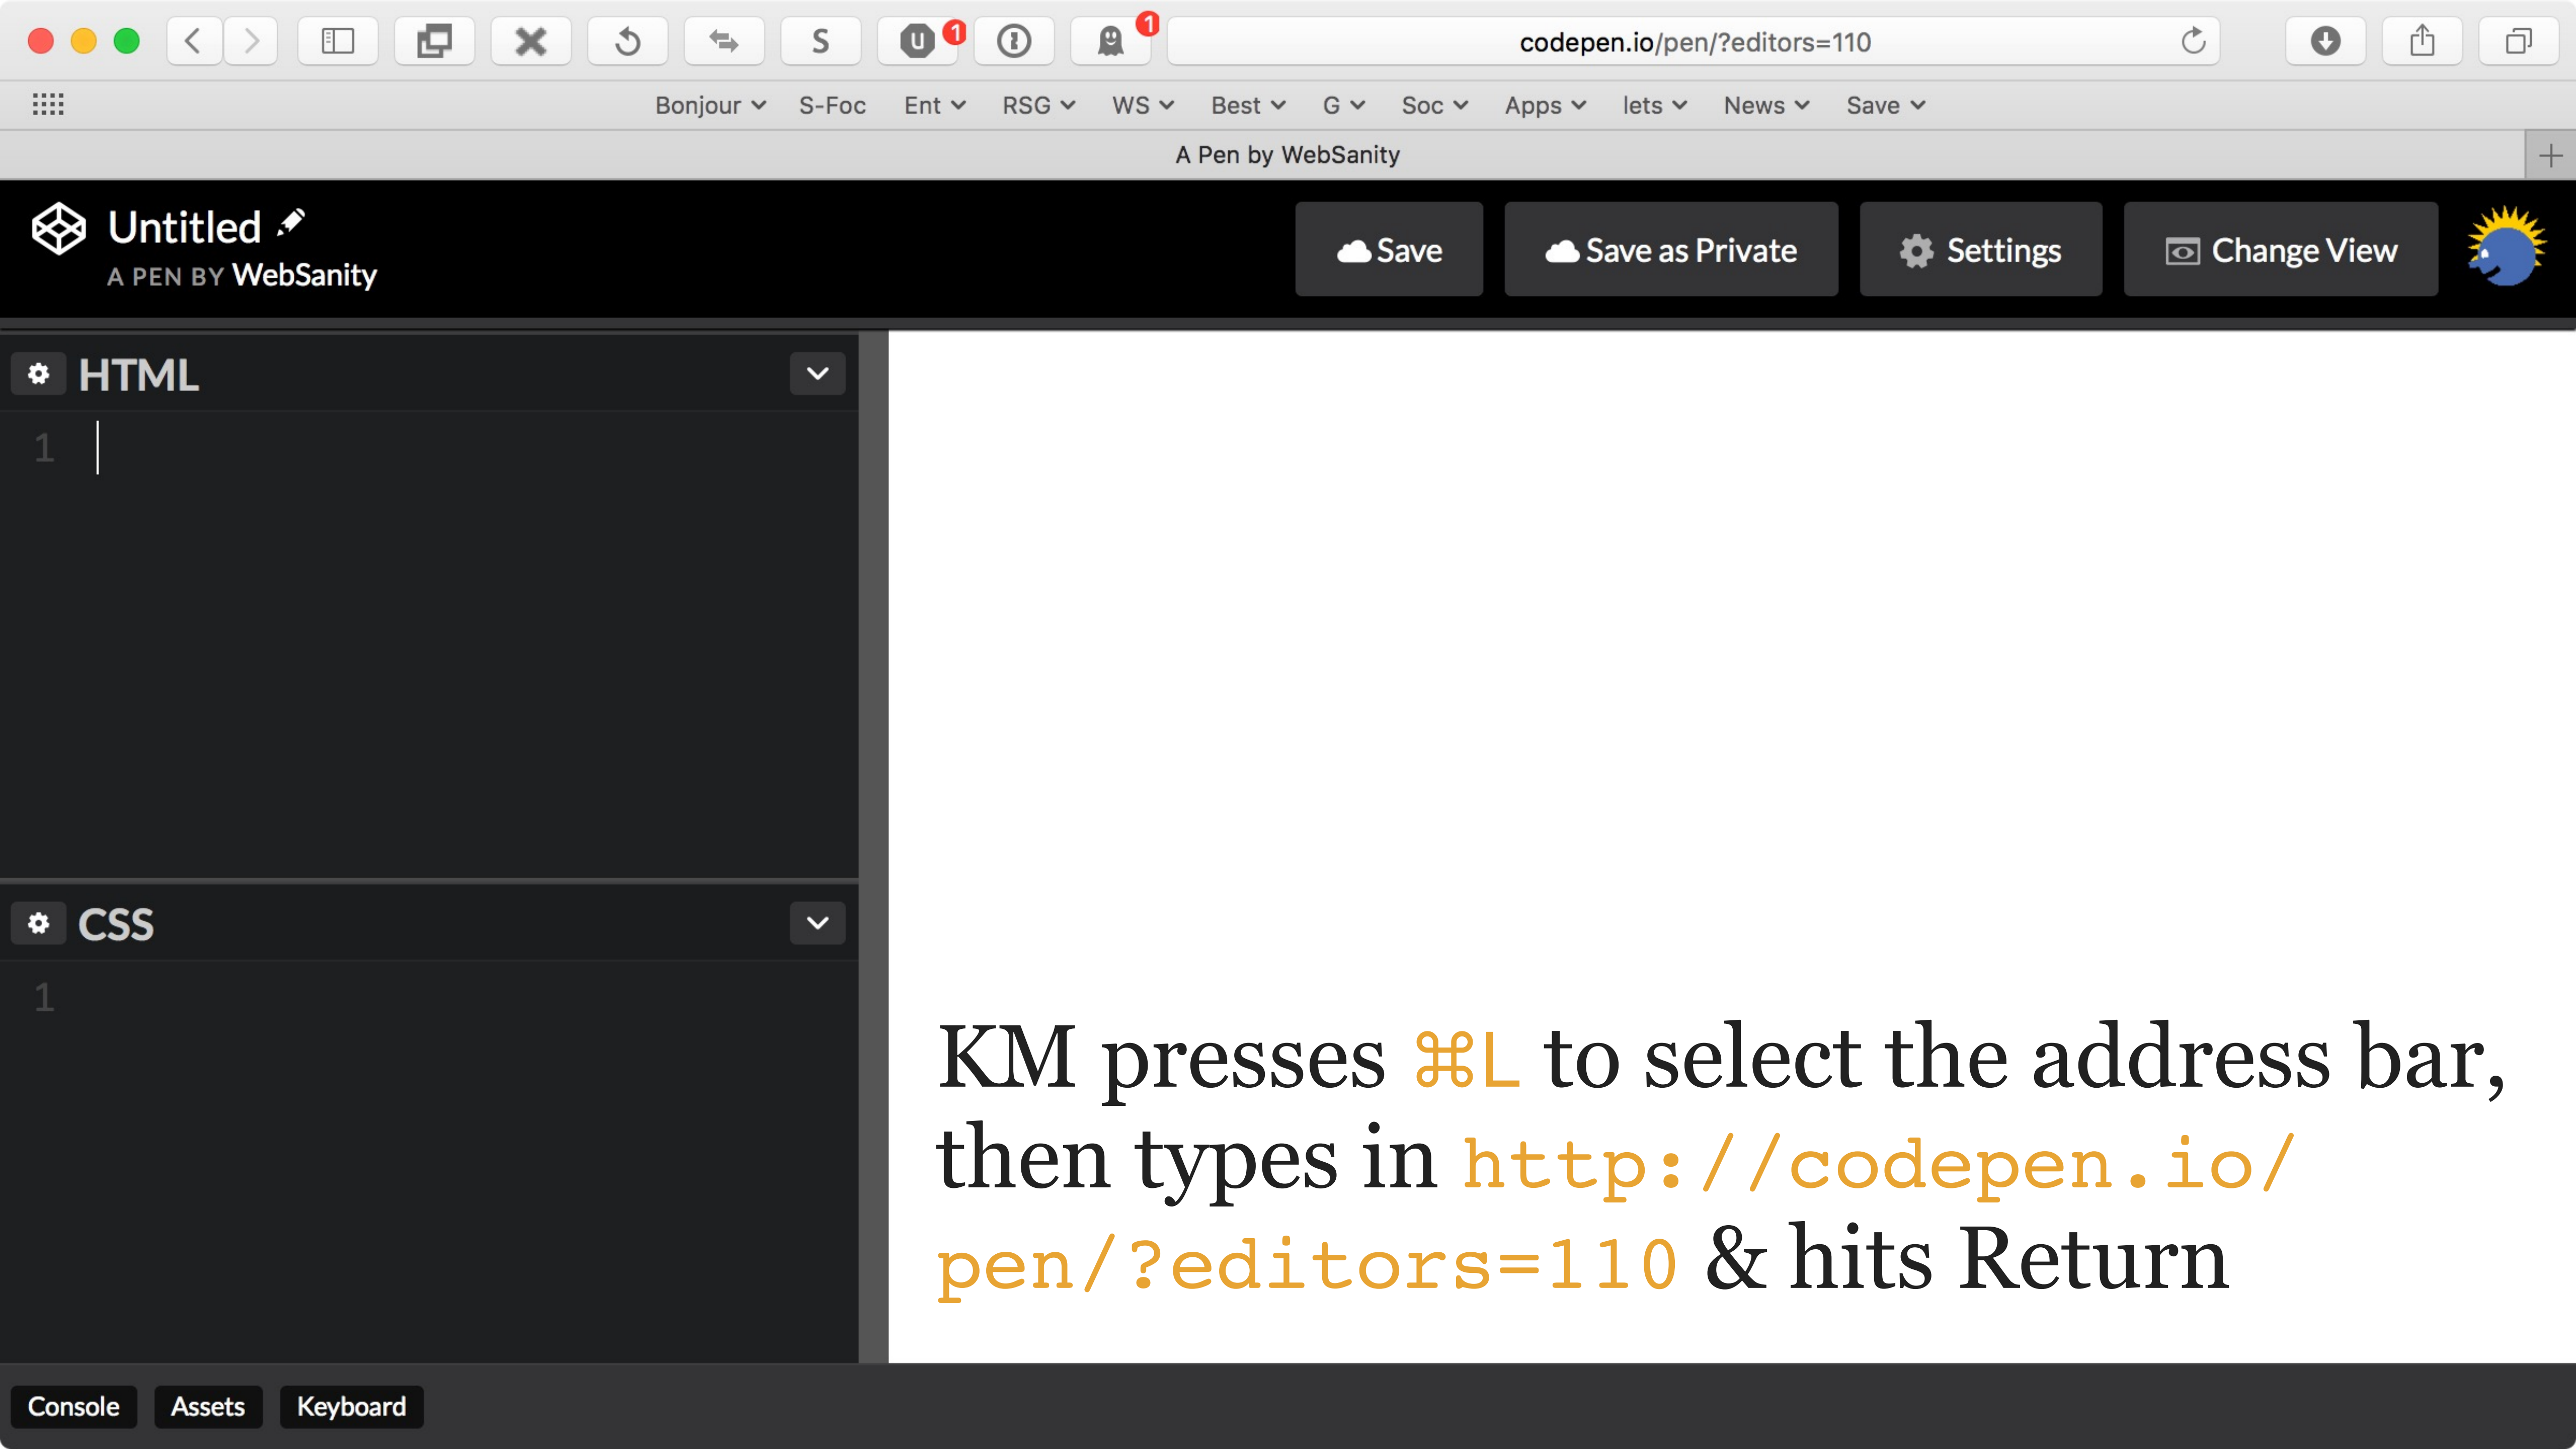 S
1
1
codepen.io/pen/?editors=110
Bonjour S-Foc Ent RSG WS Best G Soc Apps lets News Save
A Pen by WebSanity
Untitled
A PEN BY WebSanity
Save Save as Private Settings Change View
HTML
1
CSS
1
KM presses ⌘L to select the address bar,
then types in http://codepen.io/
pen/?editors=110 & hits Return
Console Assets Keyboard